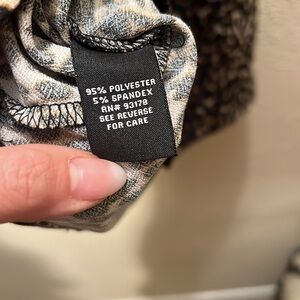 95% POLYESTER
5% SPANDEX
RN# 93178
SEE REVERSE
FOR CARE